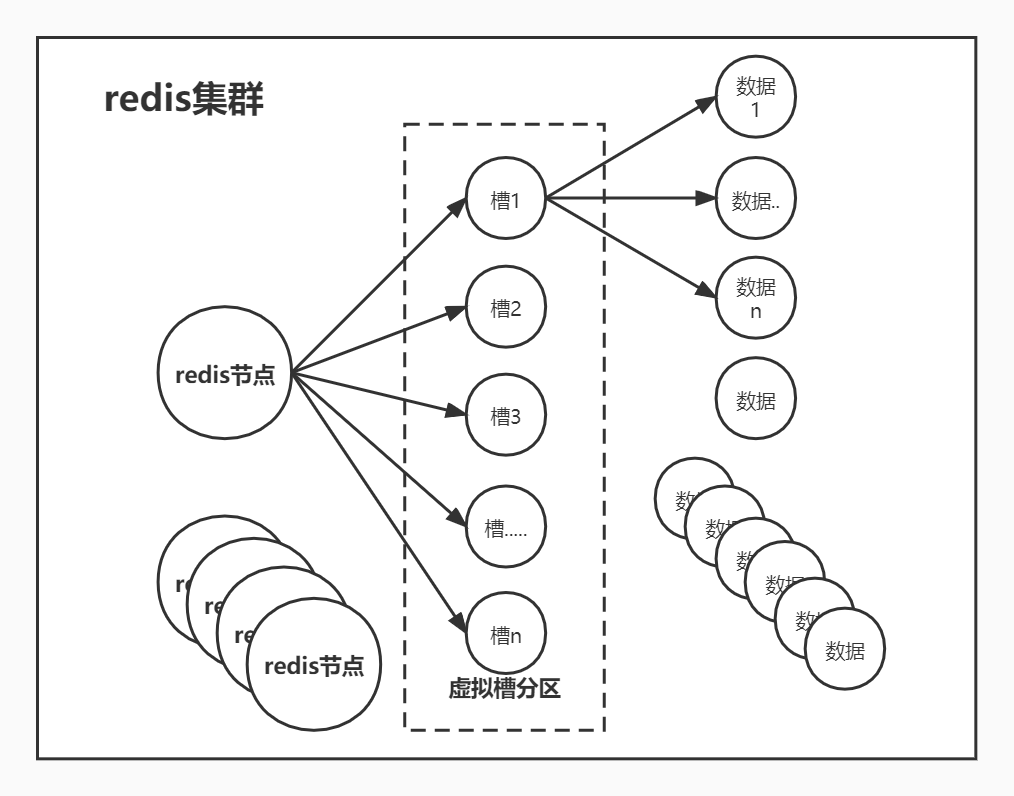 redis集群
数据
1
槽1
数据..
数据
n
槽2
redis节点
槽3
数据
槽.....
数
数据
数
数据
re
re
re
redis节点
槽n
数
数据
虚拟槽分区